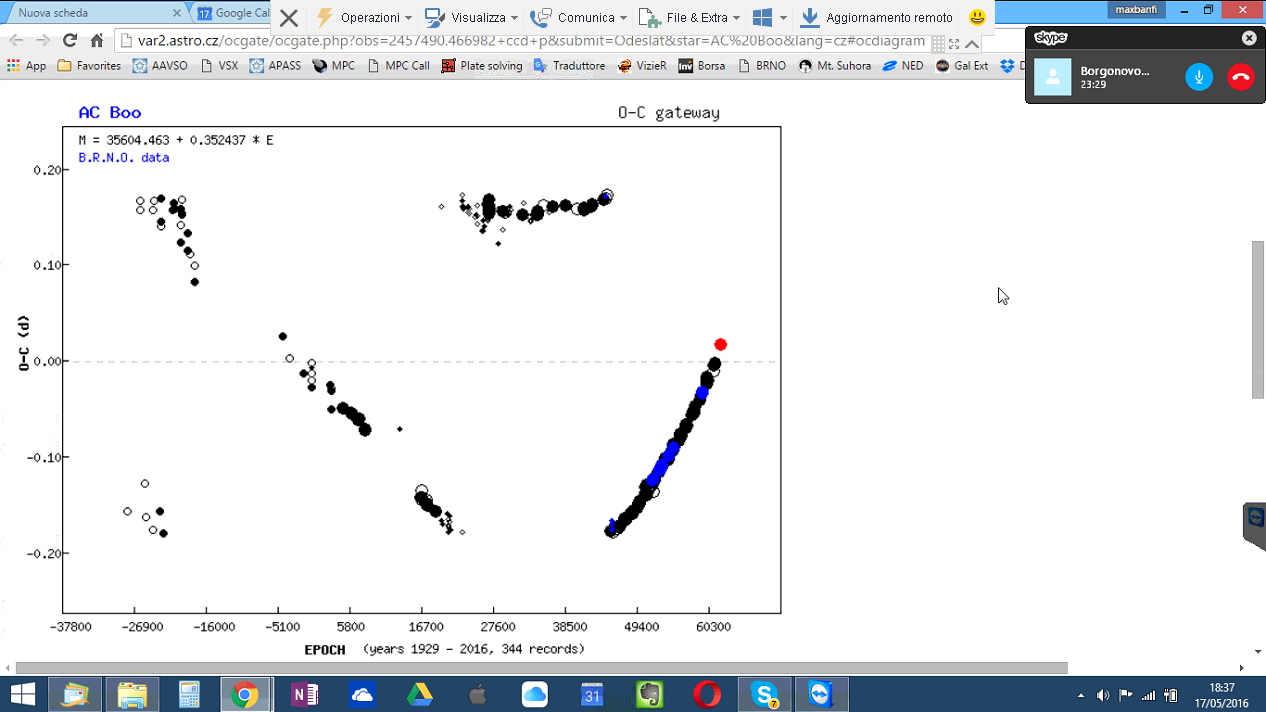 Nuova scheda
Google Cal
Operazioni
Visualizza
Comunica
File & Extra
Aggiornamento remoto
maxbanfi
var2.astro.cz/ocgate/ocgate.php?obs=2457490.466982+ccd+p&submit=Odeslat&star=AC%20Boo&lang=cz#ocdiagram
App
Favorites
AAVSO
VSX
APASS
MPC
MPC Call
Plate solving
Traduttore
VizieR
Inv Borsa
BRNO
Mt. Suhora
NED
Gal Ext
D
skype
Borgonovo...
23:29
AC Boo
O-C gateway
M = 35604.463 + 0.352437 * E
B.R.N.O. data
0.20
0.10
0.00
-0.10
-0.20
O-C (d)
-37800
-26900
-16000
-5100
5800
16700
27600
38500
49400
60300
EPOCH (years 1929 - 2016, 344 records)
31
7
18:37
17/05/2016